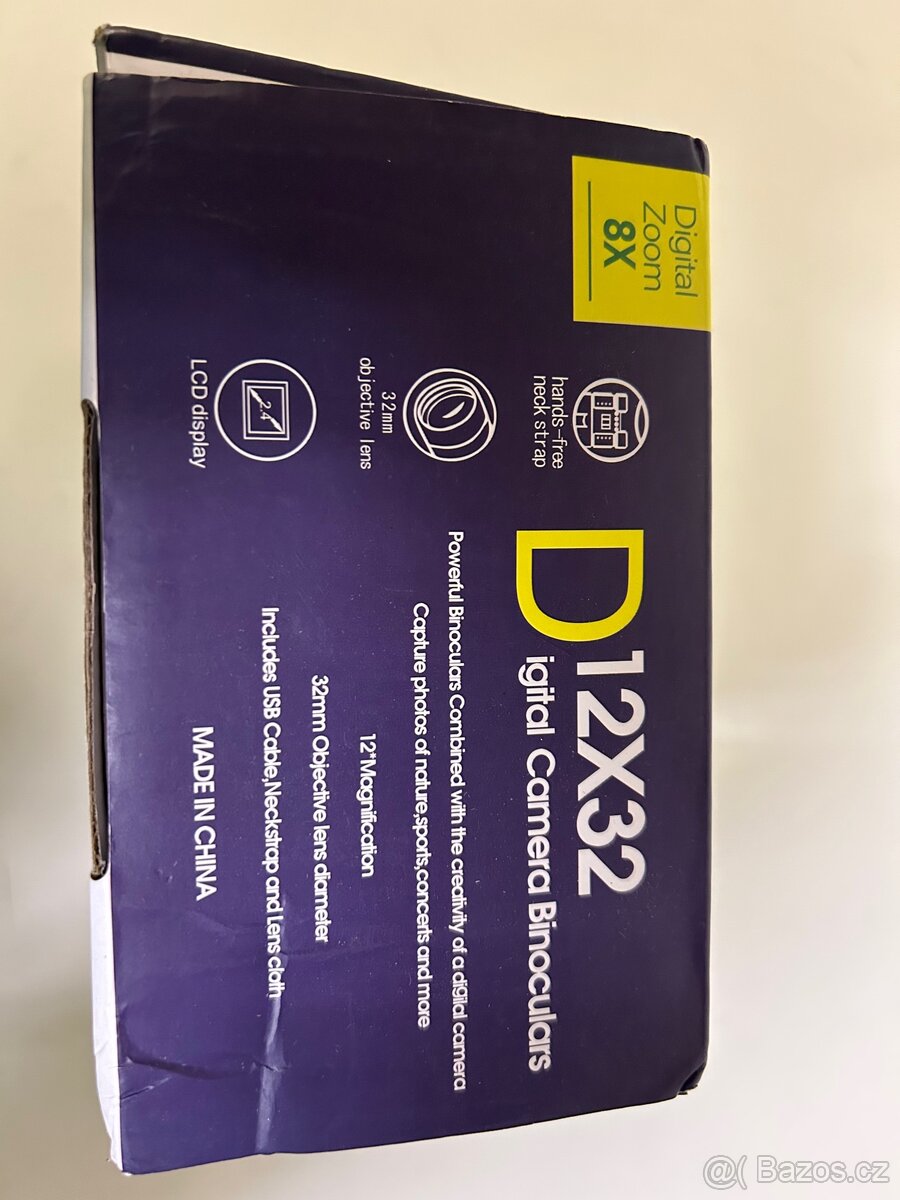 Digital
Zoom
8X
hands-free
neck strap
32mm
objective lens
2.4"
LCD display
12X32
Digital Camera Binoculars
Powerful Binoculars Combined with the creativity of a digital camera
Capture photos of nature,sports,concerts and more
12*Magnification
32mm Objective lens diameter
Includes USB Cable,Neckstrap and Lens cloth
MADE IN CHINA
@( Bazos.cz